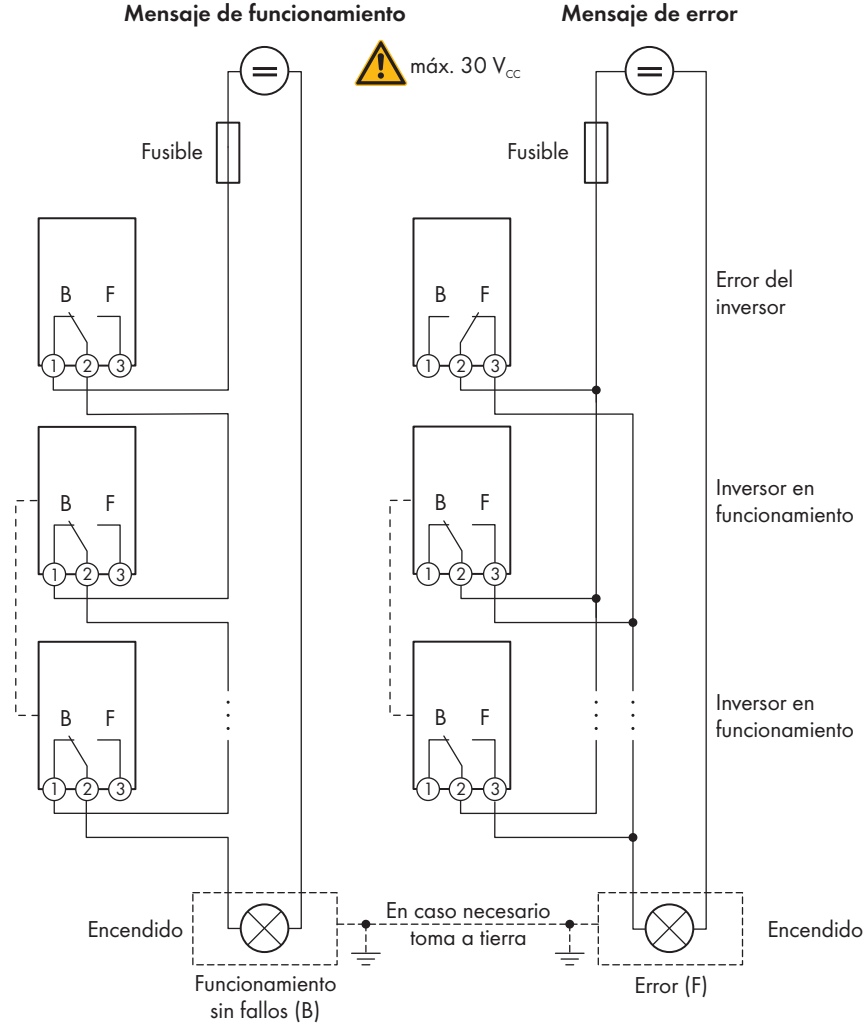 Mensaje de funcionamiento
Mensaje de error
máx. 30 Vcc
Fusible
Fusible
B F
1 2 3
B F
1 2 3
Error del
inversor
B F
1 2 3
B F
1 2 3
Inversor en
funcionamiento
B F
1 2 3
B F
1 2 3
Inversor en
funcionamiento
Encendido
En caso necesario
toma a tierra
Encendido
Funcionamiento
sin fallos (B)
Error (F)